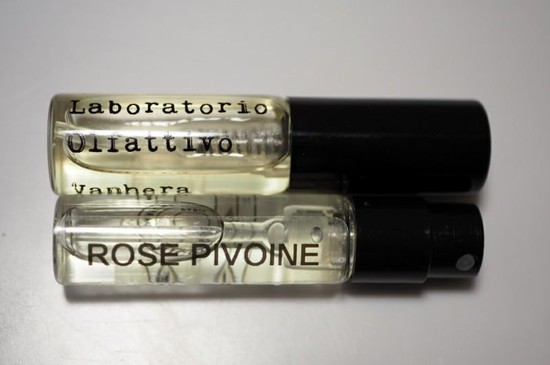 Laboratorio
Olfattivo
Vanhera
ROSE PIVOINE